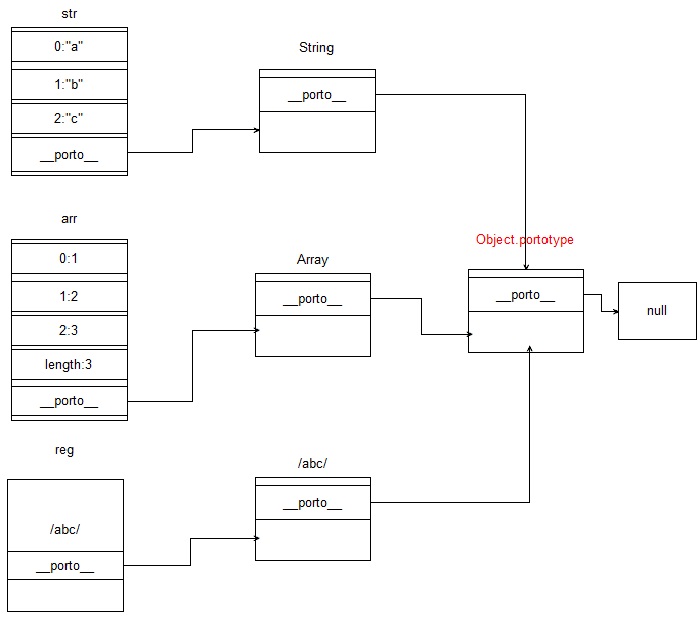 str
0:"a"
1:"b"
2:"c"
__porto__
String
__porto__
arr
0:1
1:2
2:3
length:3
__porto__
Array
__porto__
Object.portotype
__porto__
null
reg
/abc/
__porto__
/abc/
__porto__